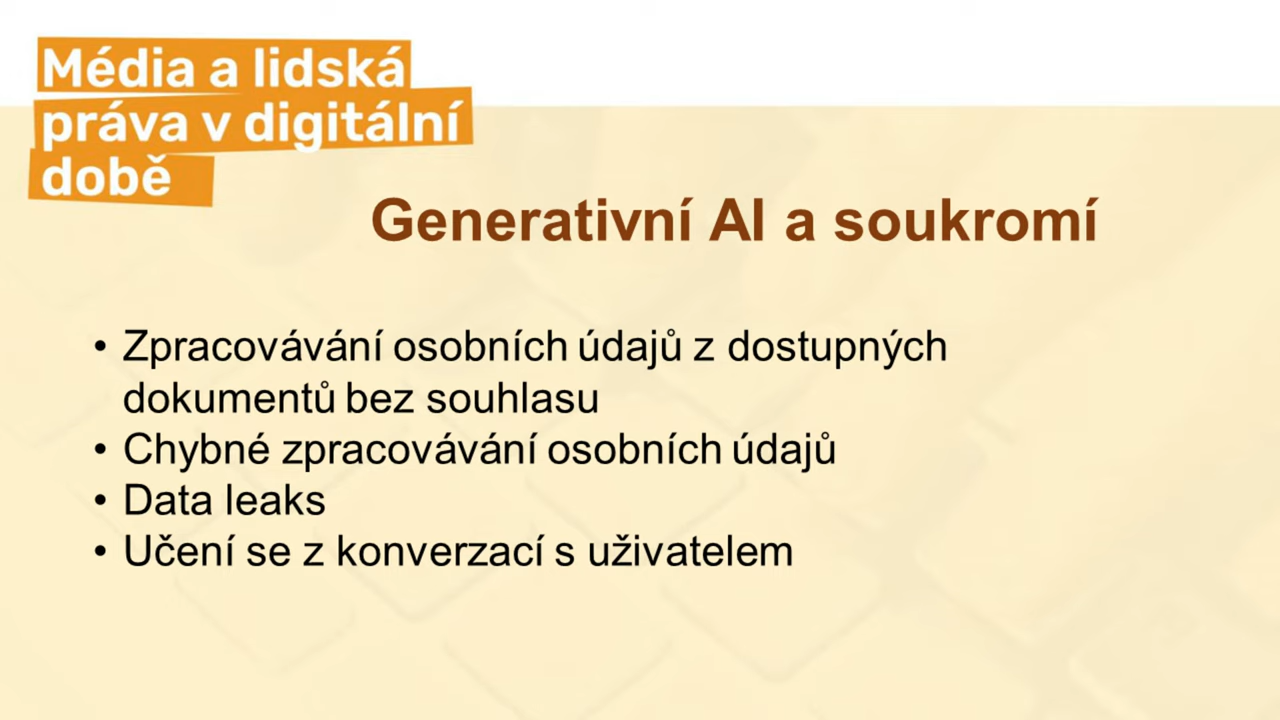 Média a lidská
práva v digitální
době
Generativní AI a soukromí
• Zpracovávání osobních údajů z dostupných
dokumentů bez souhlasu
• Chybné zpracovávání osobních údajů
• Data leaks
• Učení se z konverzací s uživatelem